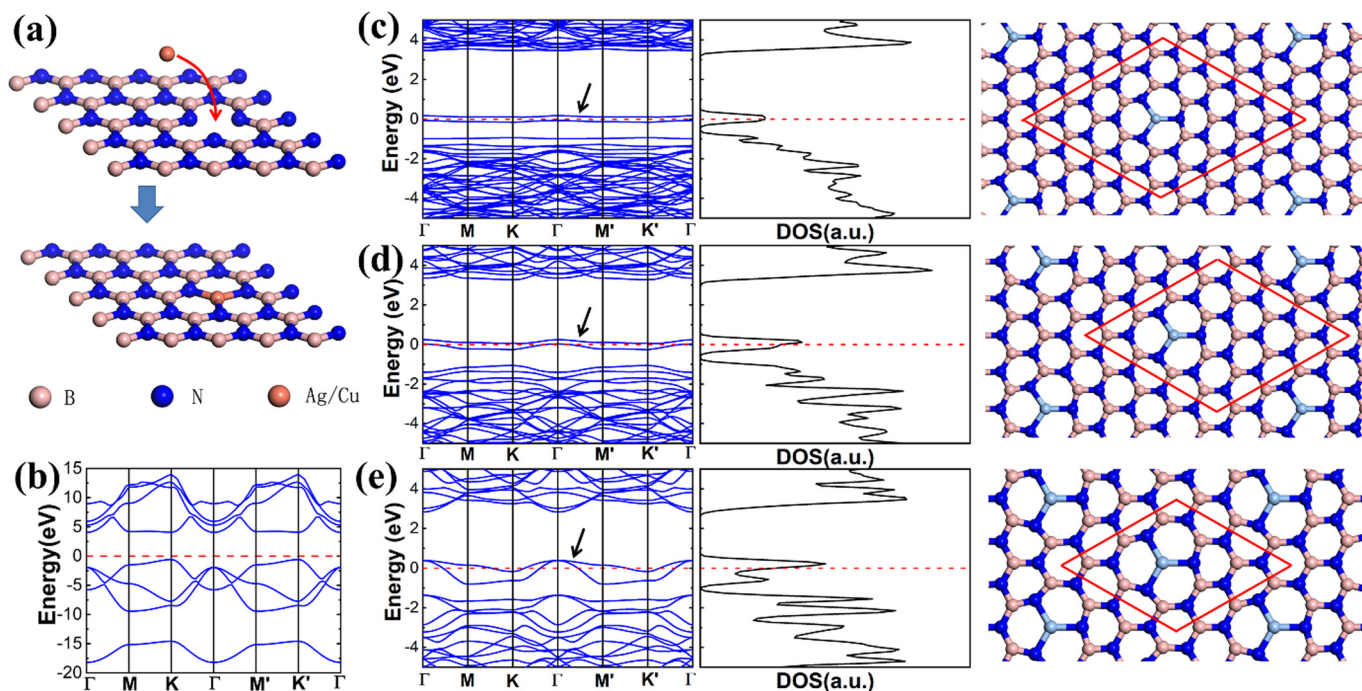 (a)
B N Ag/Cu
(b)
Energy(eV)
15
10
5
0
-5
-10
-15
-20
Γ M K Γ M' K' Γ
(c)
Energy (eV)
4
2
0
-2
-4
Γ M K Γ M' K' Γ
DOS(a.u.)
(d)
Energy (eV)
4
2
0
-2
-4
Γ M K Γ M' K' Γ
DOS(a.u.)
(e)
Energy (eV)
4
2
0
-2
-4
Γ M K Γ M' K' Γ
DOS(a.u.)